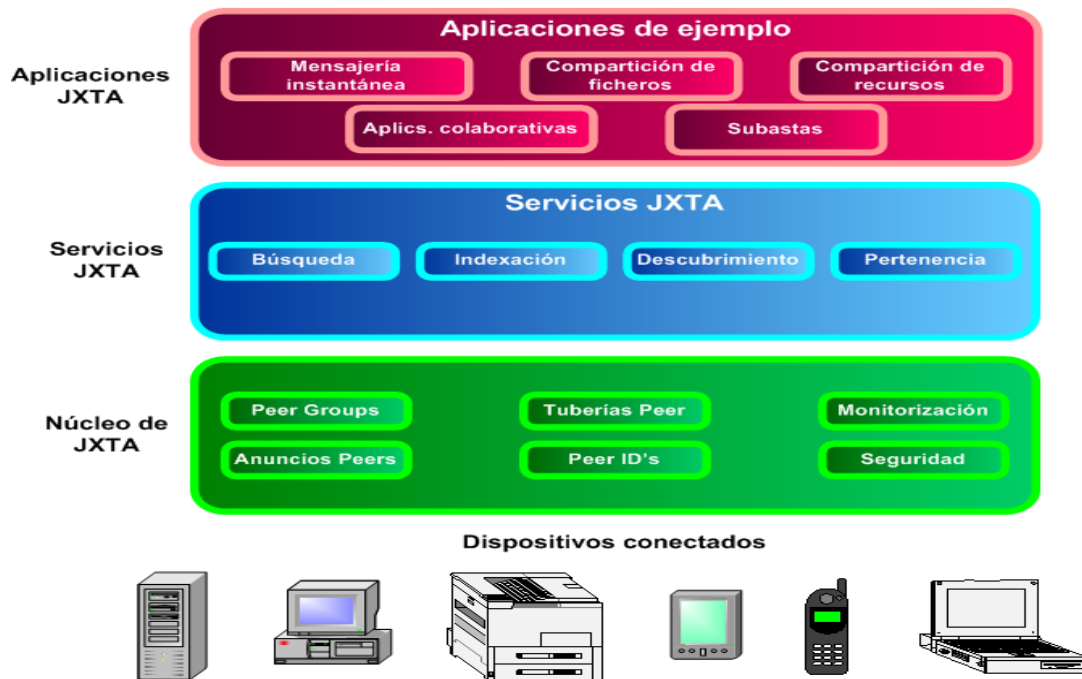 Aplicaciones de ejemplo
Aplicaciones
JXTA
Mensajería
instantánea
Compartición de
ficheros
Compartición de
recursos
Aplics. colaborativas
Subastas
Servicios JXTA
Servicios
JXTA
Búsqueda
Indexación
Descubrimiento
Pertenencia
Núcleo de
JXTA
Peer Groups
Tuberías Peer
Monitorización
Anuncios Peers
Peer ID's
Seguridad
Dispositivos conectados